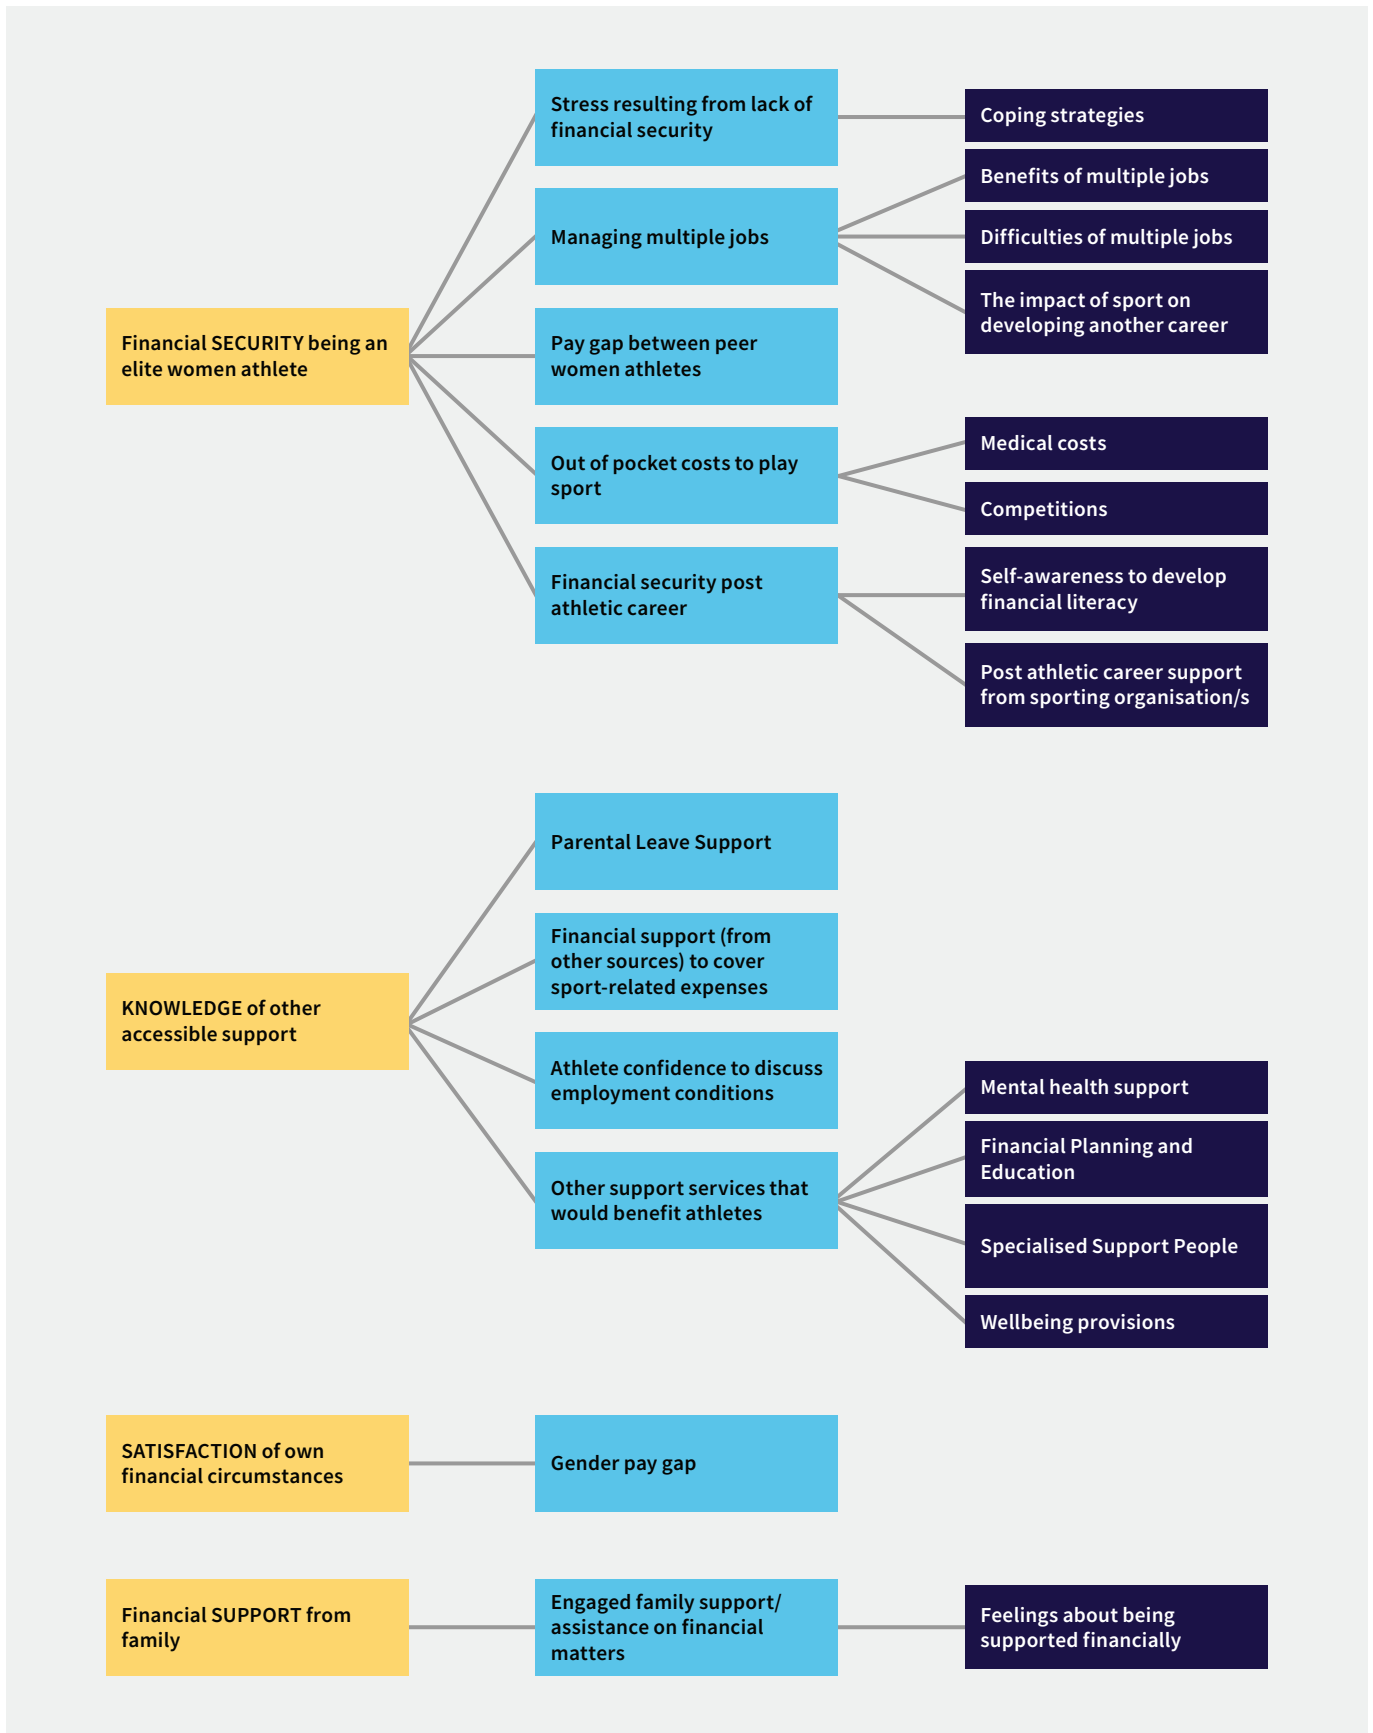 Stress resulting from lack of
financial security
Coping strategies
Benefits of multiple jobs
Managing multiple jobs
Difficulties of multiple jobs
The impact of sport on
developing another career
Financial SECURITY being an
elite women athlete
Pay gap between peer
women athletes
Medical costs
Out of pocket costs to play
sport
Competitions
Financial security post
athletic career
Self-awareness to develop
financial literacy
Post athletic career support
from sporting organisation/s
Parental Leave Support
Financial support (from
other sources) to cover
sport-related expenses
KNOWLEDGE of other
accessible support
Athlete confidence to discuss
employment conditions
Mental health support
Financial Planning and
Education
Other support services that
would benefit athletes
Specialised Support People
Wellbeing provisions
SATISFACTION of own
financial circumstances
Gender pay gap
Financial SUPPORT from
family
Engaged family support/
assistance on financial
matters
Feelings about being
supported financially